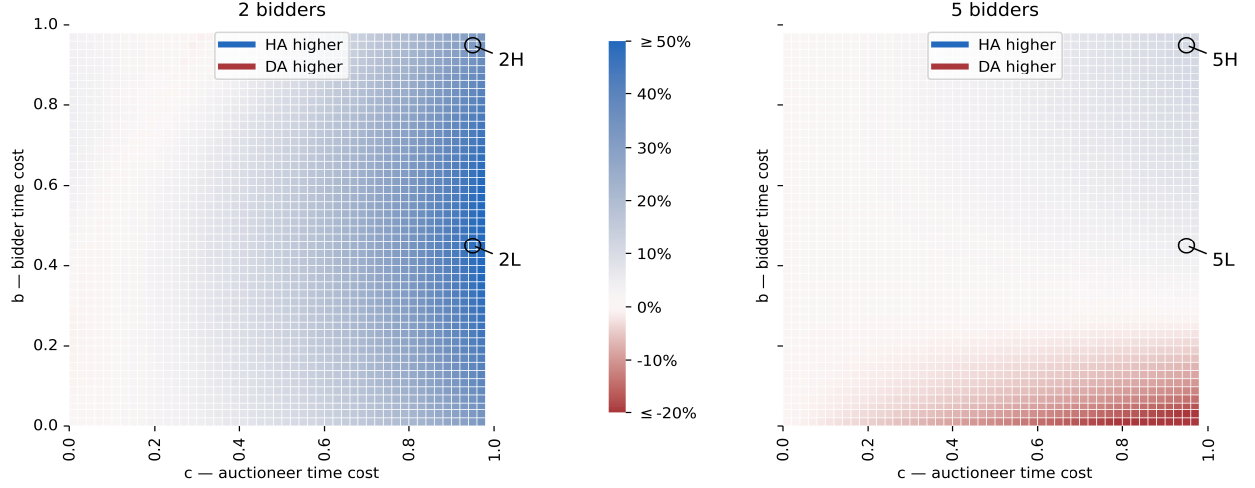 2 bidders
1.0
0.8
0.6
0.4
0.2
0.0
b — bidder time cost
HA higher
DA higher
2H
2L
0.0
0.2
0.4
0.6
0.8
1.0
c — auctioneer time cost
≥50%
40%
30%
20%
10%
0%
-10%
≤-20%
5 bidders
b — bidder time cost
HA higher
DA higher
5H
5L
0.0
0.2
0.4
0.6
0.8
1.0
c — auctioneer time cost